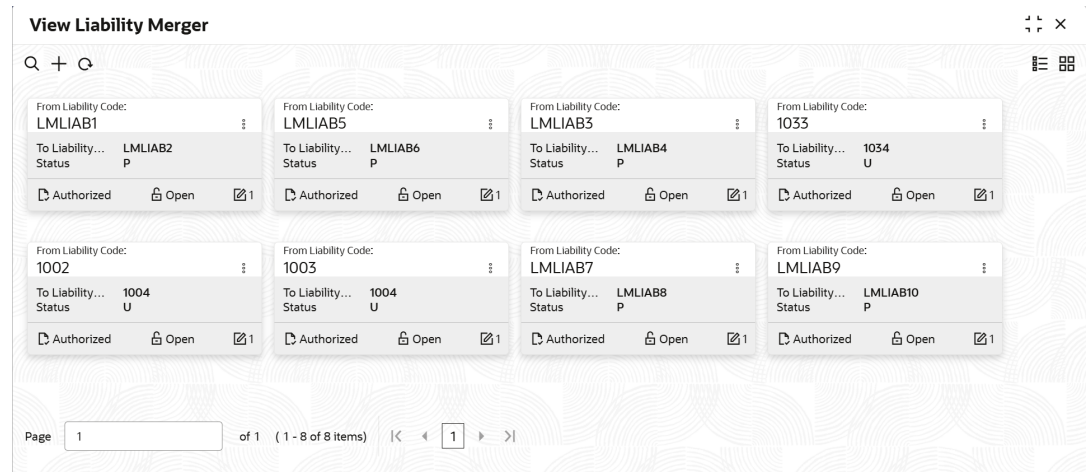 View Liability Merger
From Liability Code: From Liability Code: From Liability Code: From Liability Code:
LMLIAB1 LMLIAB5 LMLIAB3 1033
To Liability... LMLIAB2 To Liability... LMLIAB6 To Liability... LMLIAB4 To Liability... 1034
Status P Status P Status P Status U
Authorized Open 1 Authorized Open 1 Authorized Open 1 Authorized Open 1
From Liability Code: From Liability Code: From Liability Code: From Liability Code:
1002 1003 LMLIAB7 LMLIAB9
To Liability... 1004 To Liability... 1004 To Liability... LMLIAB8 To Liability... LMLIAB10
Status U Status U Status P Status P
Authorized Open 1 Authorized Open 1 Authorized Open 1 Authorized Open 1
Page 1 of 1 ( 1 - 8 of 8 items) 1